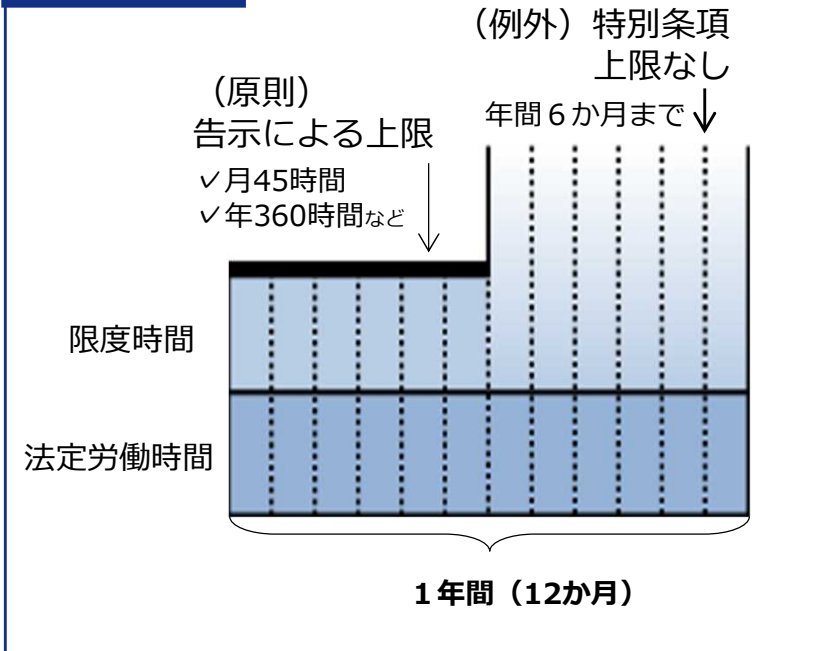 （例外）特別条項
上限なし
年間６か月まで
（原則）
告示による上限
✓月45時間
✓年360時間など
限度時間
法定労働時間
１年間（12か月）